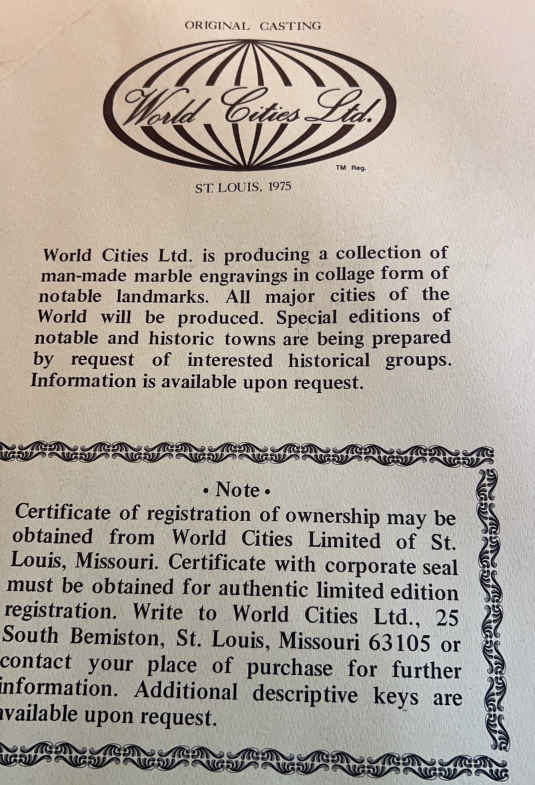 ORIGINAL CASTING
World Cities Ltd.
TM Reg.
ST. LOUIS, 1975
World Cities Ltd. is producing a collection of
man-made marble engravings in collage form of
notable landmarks. All major cities of the
World will be produced. Special editions of
notable and historic towns are being prepared
by request of interested historical groups.
Information is available upon request.
• Note •
Certificate of registration of ownership may be
obtained from World Cities Limited of St.
Louis, Missouri. Certificate with corporate seal
must be obtained for authentic limited edition
registration. Write to World Cities Ltd., 25
South Bemiston, St. Louis, Missouri 63105 or
contact your place of purchase for further
information. Additional descriptive keys are
available upon request.